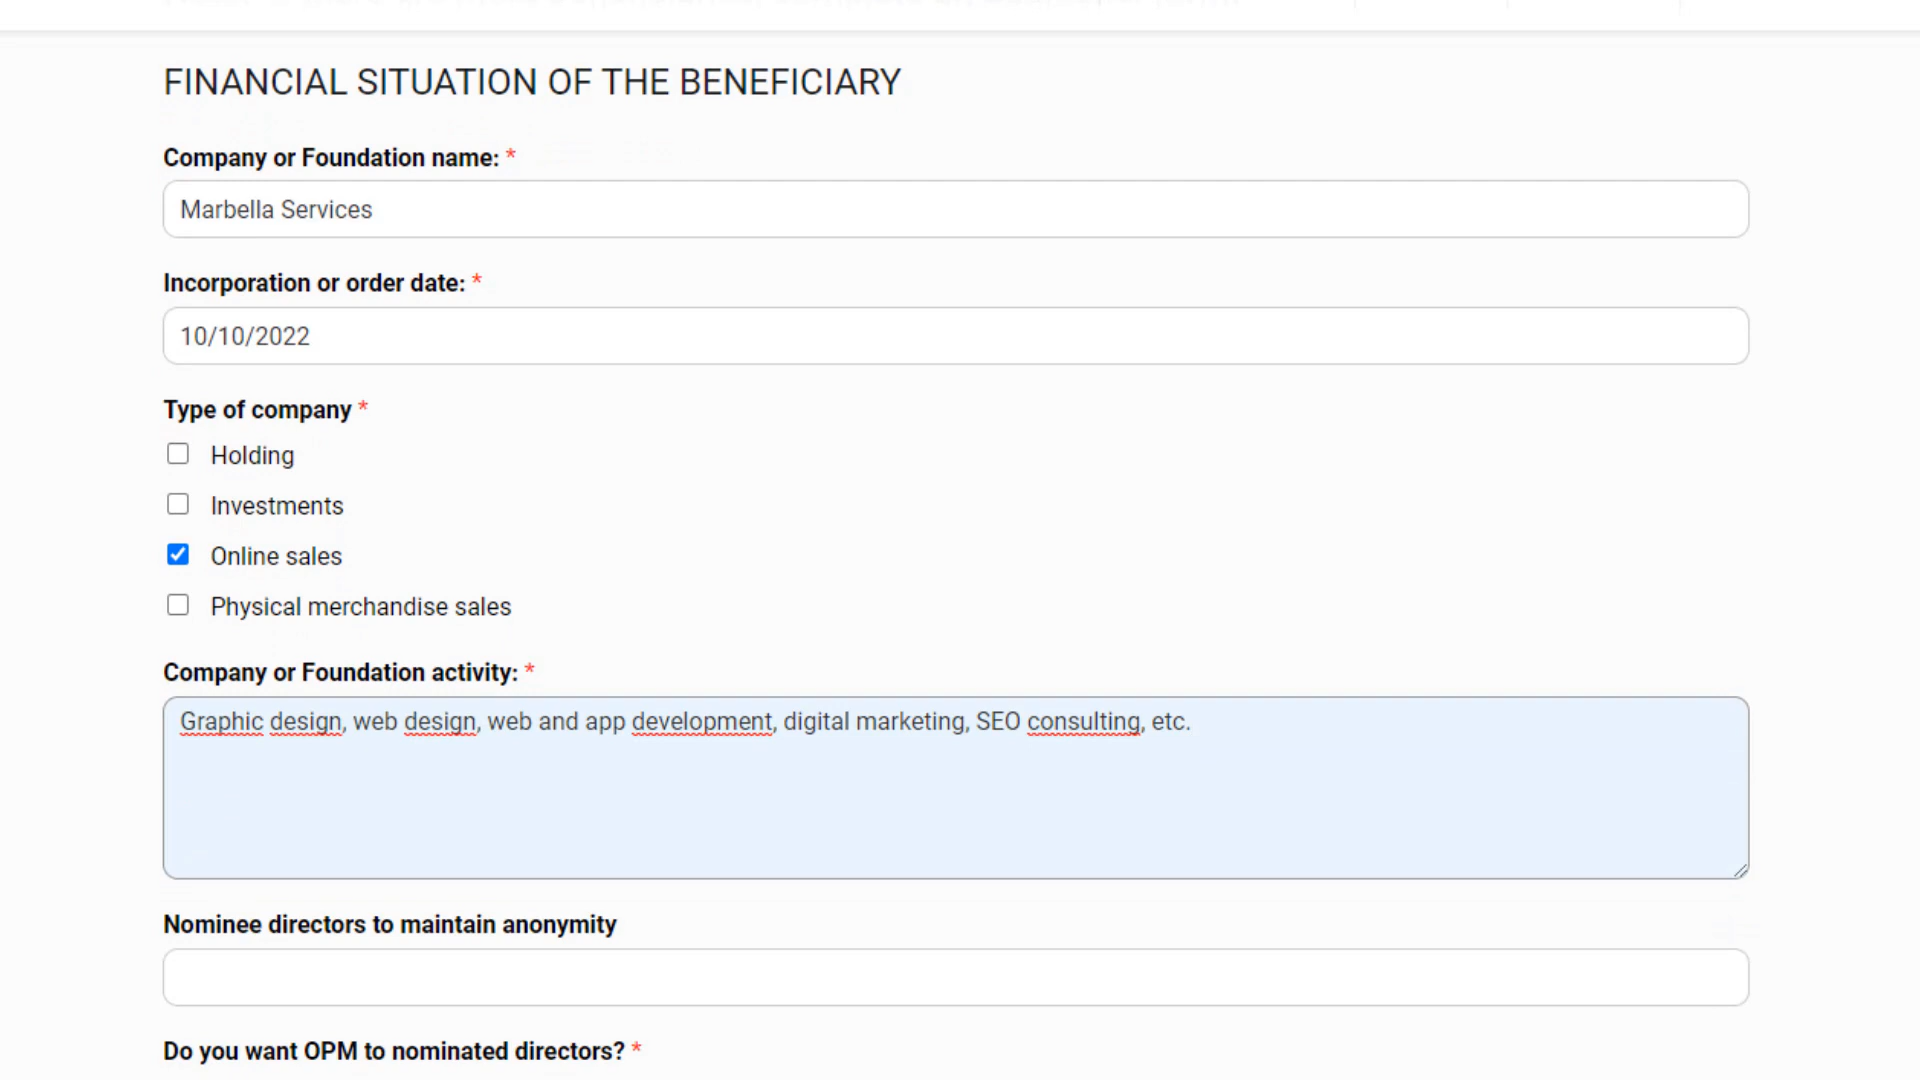 FINANCIAL SITUATION OF THE BENEFICIARY
Company or Foundation name: *
Marbella Services
Incorporation or order date: *
10/10/2022
Type of company *
Holding
Investments
Online sales
Physical merchandise sales
Company or Foundation activity: *
Graphic design, web design, web and app development, digital marketing, SEO consulting, etc.
Nominee directors to maintain anonymity
Do you want OPM to nominated directors? *